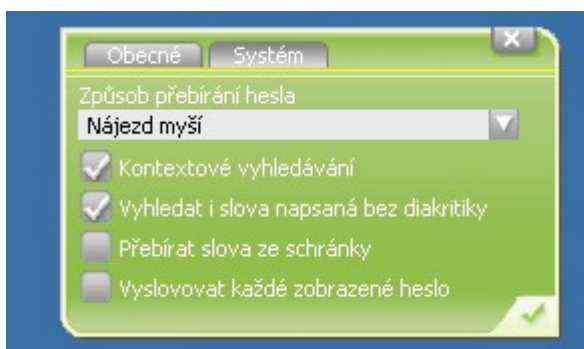 Obecné Systém
Způsob přebírání hesla
Nájezd myší
Kontextové vyhledávání
Vyhledat i slova napsaná bez diakritiky
Přebírat slova ze schránky
Vyslovovat každé zobrazené heslo